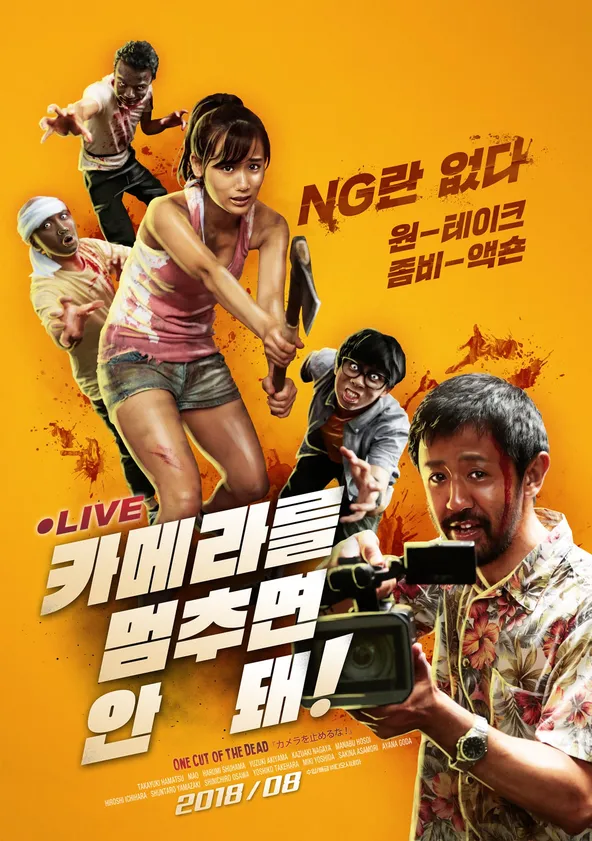 NG란 없다
원-테이크
좀비-액숀
●LIVE
카메라를
멈추면
안 돼!
ONE CUT OF THE DEAD 「カメラを止めるな!」
TAKAYUKI HAMATSU MAO HARUMI SHUHAMA YUZUKI AKIYAMA KAZUAKI NAGAYA MANABU HOSOI
HIROSHI ICHIHARA SHUNTARO YAMAZAKI SHINICHIRO OSAWA YOSHIKO TAKEHARA MIKI YOSHIDA SAKINA ASAMORI AYANA GODA
2018/08